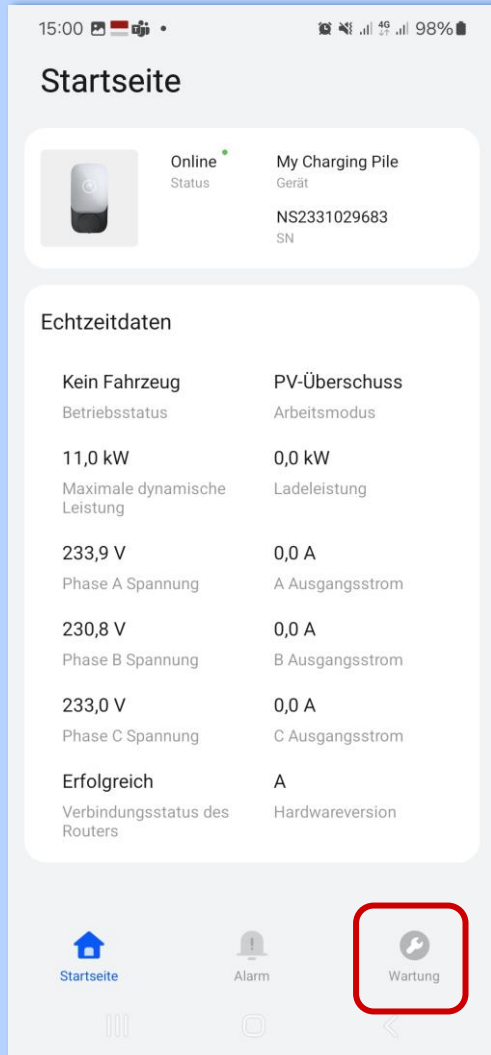 15:00 98%
4G
Startseite
Online My Charging Pile
Status Gerät
NS2331029683
SN
Echtzeitdaten
Kein Fahrzeug PV-Überschuss
Betriebsstatus Arbeitsmodus
11,0 kW 0,0 kW
Maximale dynamische Ladeleistung
Leistung
233,9 V 0,0 A
Phase A Spannung A Ausgangsstrom
230,8 V 0,0 A
Phase B Spannung B Ausgangsstrom
233,0 V 0,0 A
Phase C Spannung C Ausgangsstrom
Erfolgreich A
Verbindungsstatus des Hardwareversion
Routers
Startseite Alarm Wartung